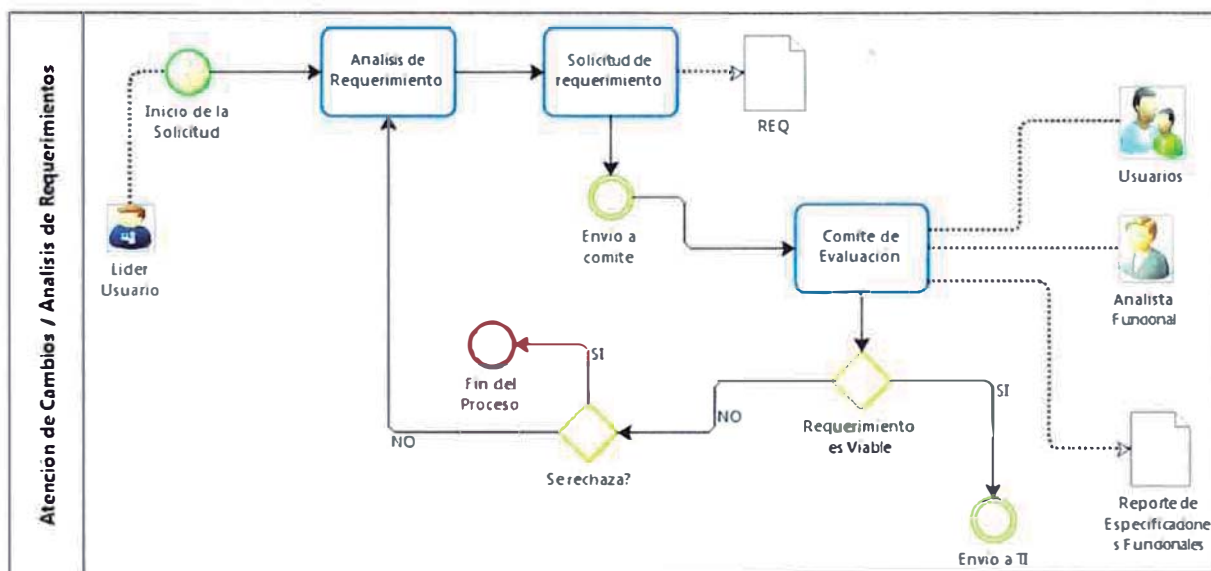 Atención de Cambios / Analisis de Requerimientos
Inicio de la
Solicitud
Analisis de
Requerimiento
Solicitud de
requerimiento
REQ
Usuarios
Lider
Usuario
Envio a
comite
Comite de
Evaluacion
Analista
Funcional
SI
Fin del
Proceso
NO
Se rechaza?
NO
Requerimiento
es Viable
SI
Envio a TI
Reporte de
Especificacione
s Funcionales